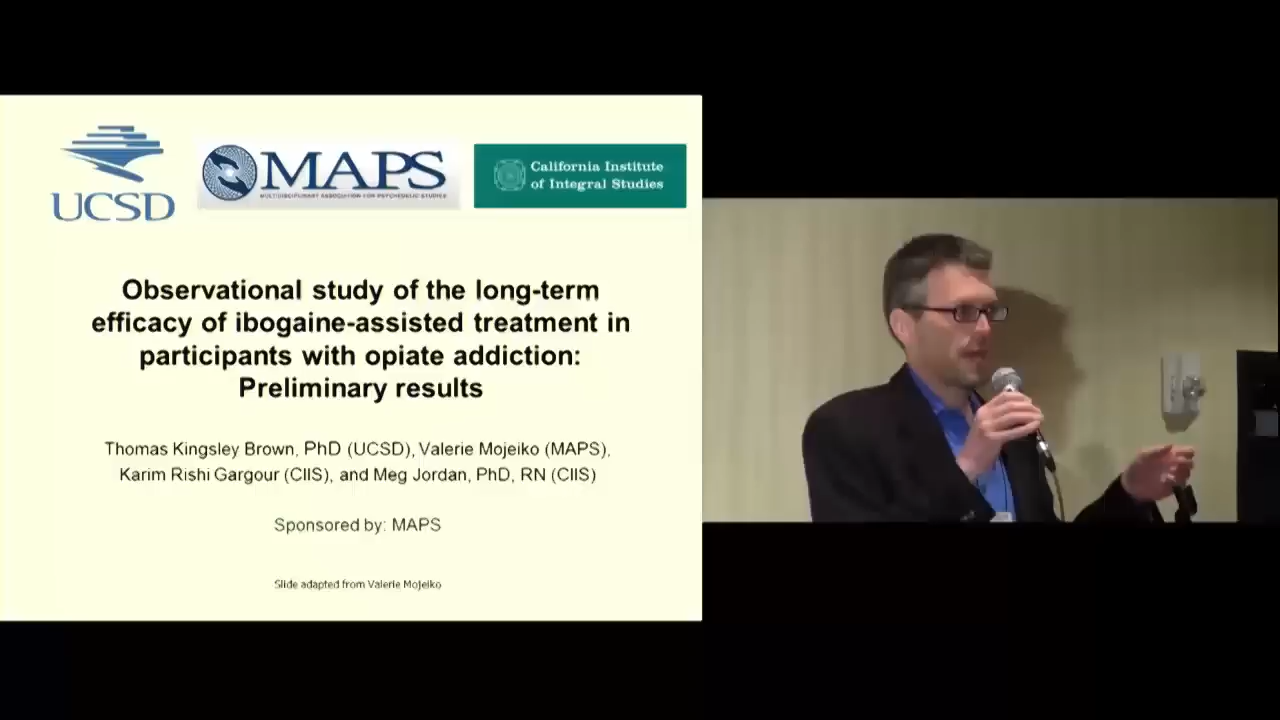 UCSD
MAPS
MULTIDISCIPLINARY ASSOCIATION FOR PSYCHEDELIC STUDIES
California Institute
of Integral Studies
Observational study of the long-term
efficacy of ibogaine-assisted treatment in
participants with opiate addiction:
Preliminary results
Thomas Kingsley Brown, PhD (UCSD), Valerie Mojeiko (MAPS),
Karim Rishi Gargour (CIIS), and Meg Jordan, PhD, RN (CIIS)
Sponsored by: MAPS
Slide adapted from Valerie Mojeiko